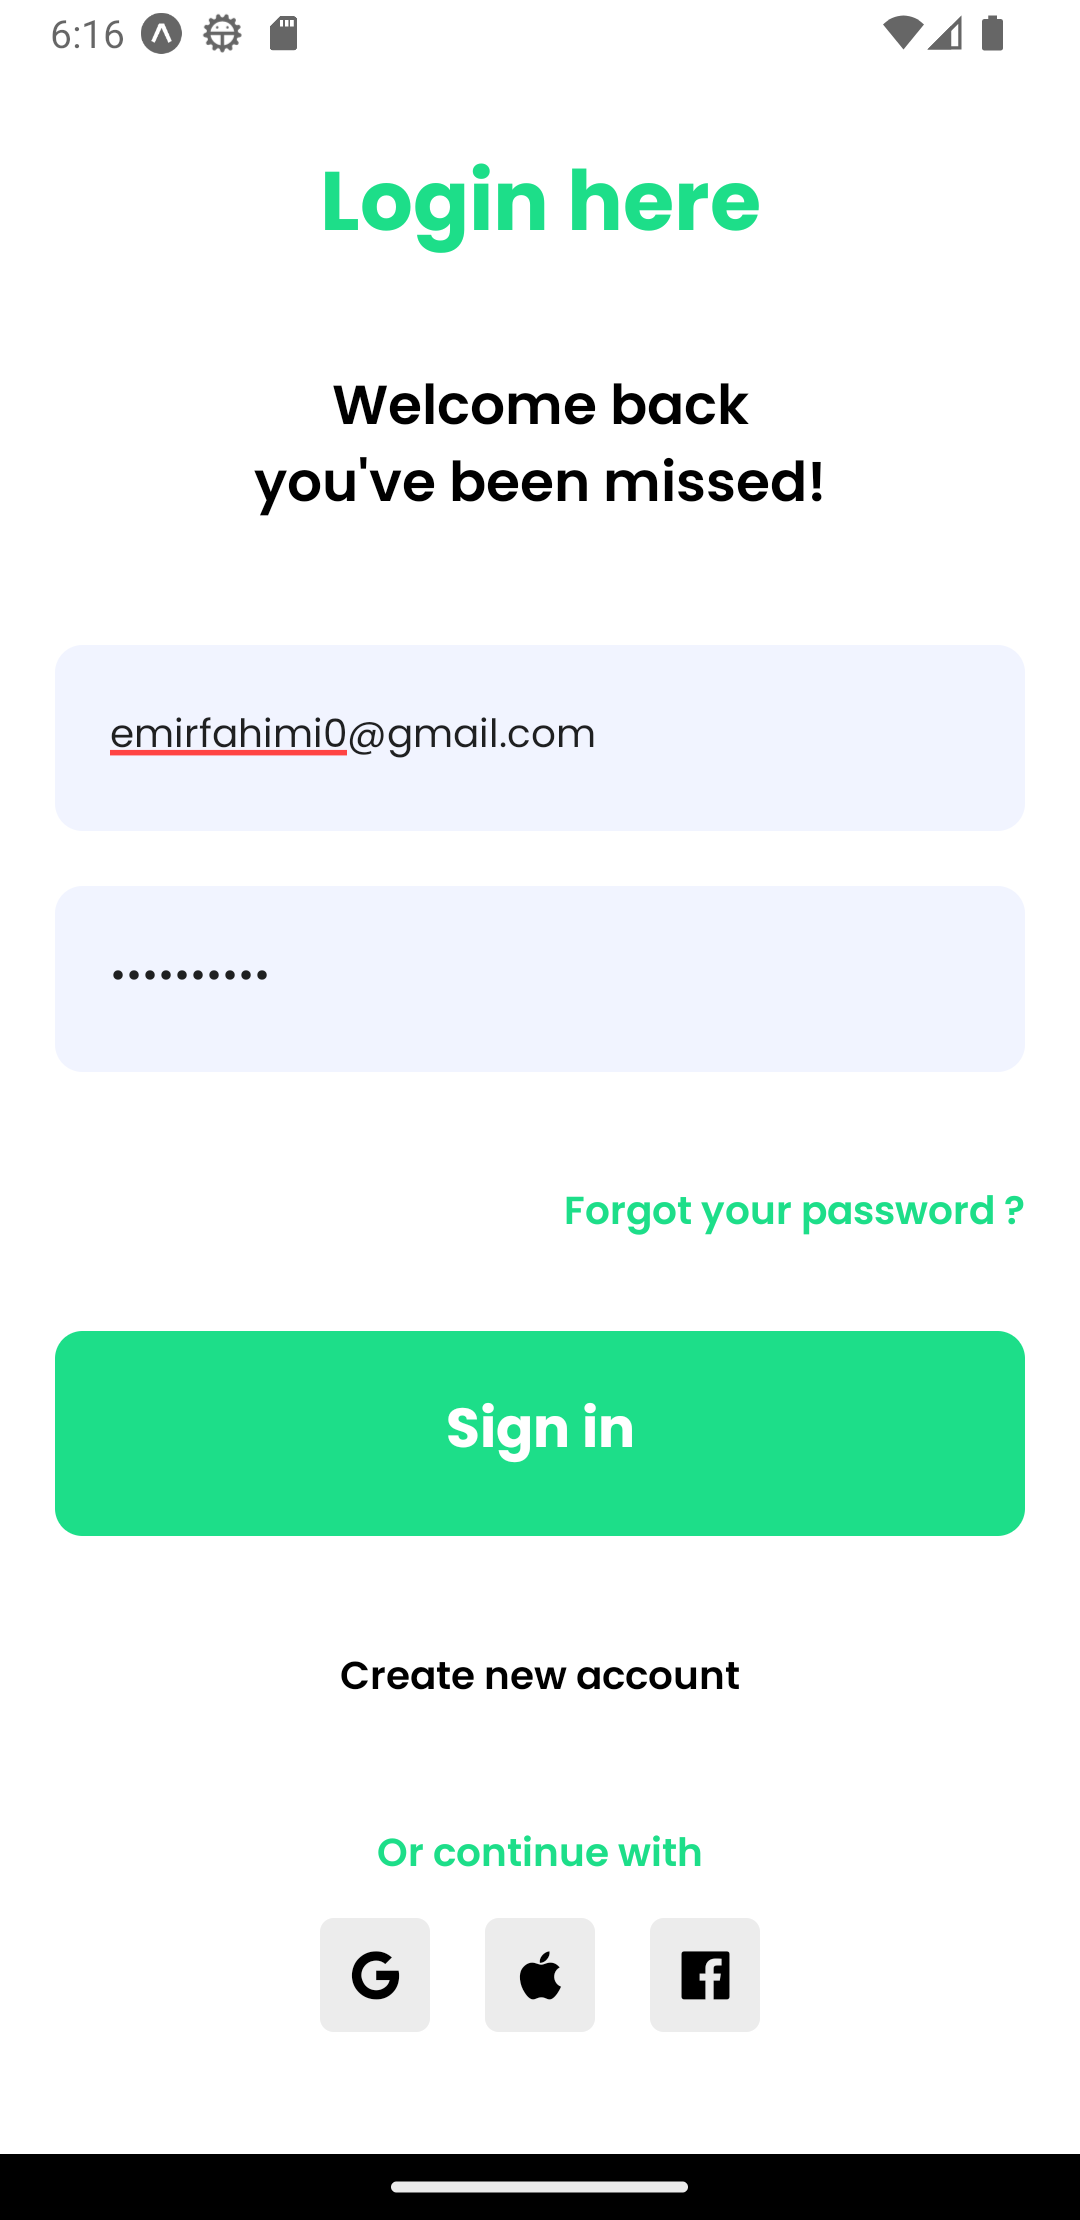 6:16
Login here
Welcome back
you've been missed!
emirfahimi0@gmail.com
••••••••••
Forgot your password ?
Sign in
Create new account
Or continue with